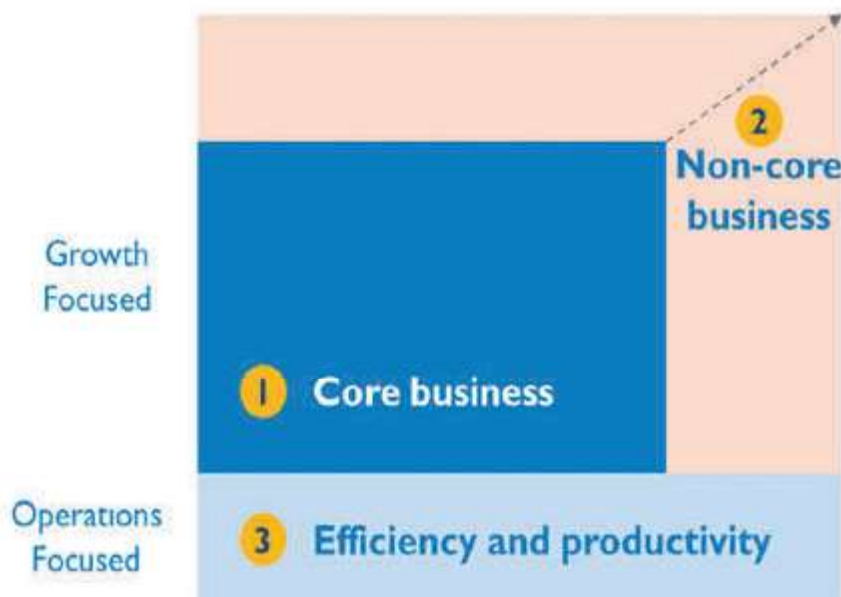 2
Non-core
business
Growth
Focused
1 Core business
Operations
Focused
3 Efficiency and productivity